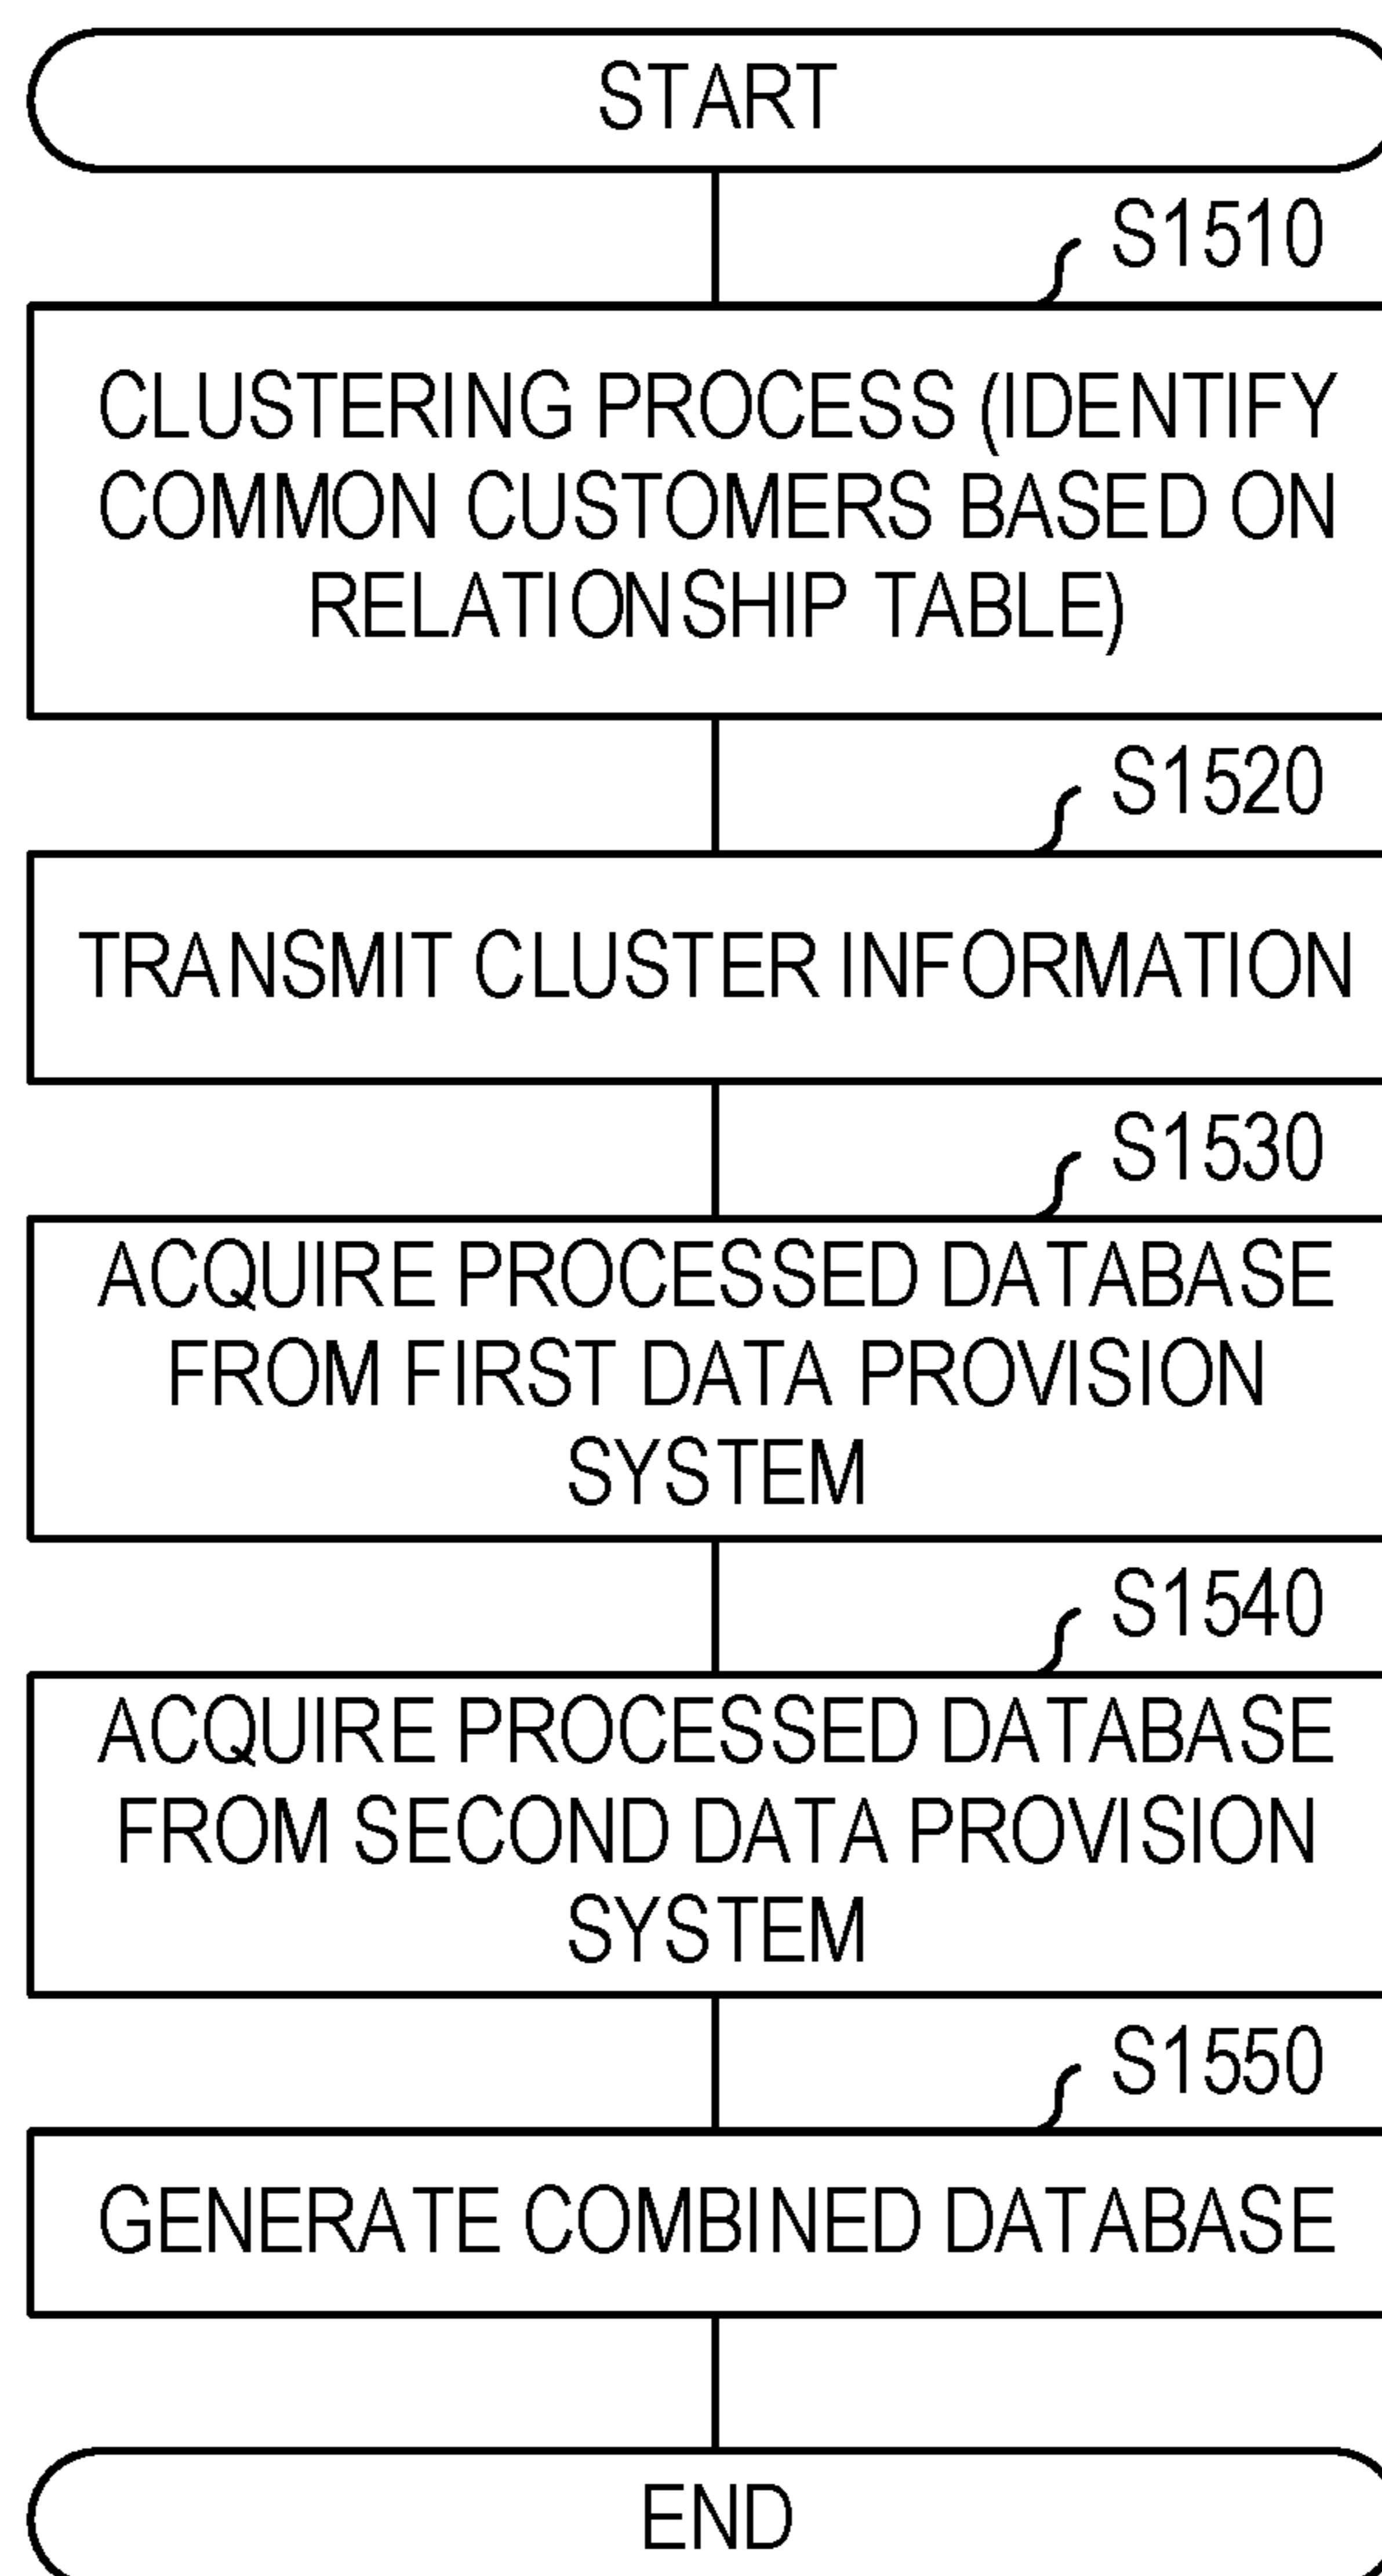 START
S1510
CLUSTERING PROCESS (IDENTIFY
COMMON CUSTOMERS BASED ON
RELATIONSHIP TABLE)
S1520
TRANSMIT CLUSTER INFORMATION
S1530
ACQUIRE PROCESSED DATABASE
FROM FIRST DATA PROVISION
SYSTEM
S1540
ACQUIRE PROCESSED DATABASE
FROM SECOND DATA PROVISION
SYSTEM
S1550
GENERATE COMBINED DATABASE
END